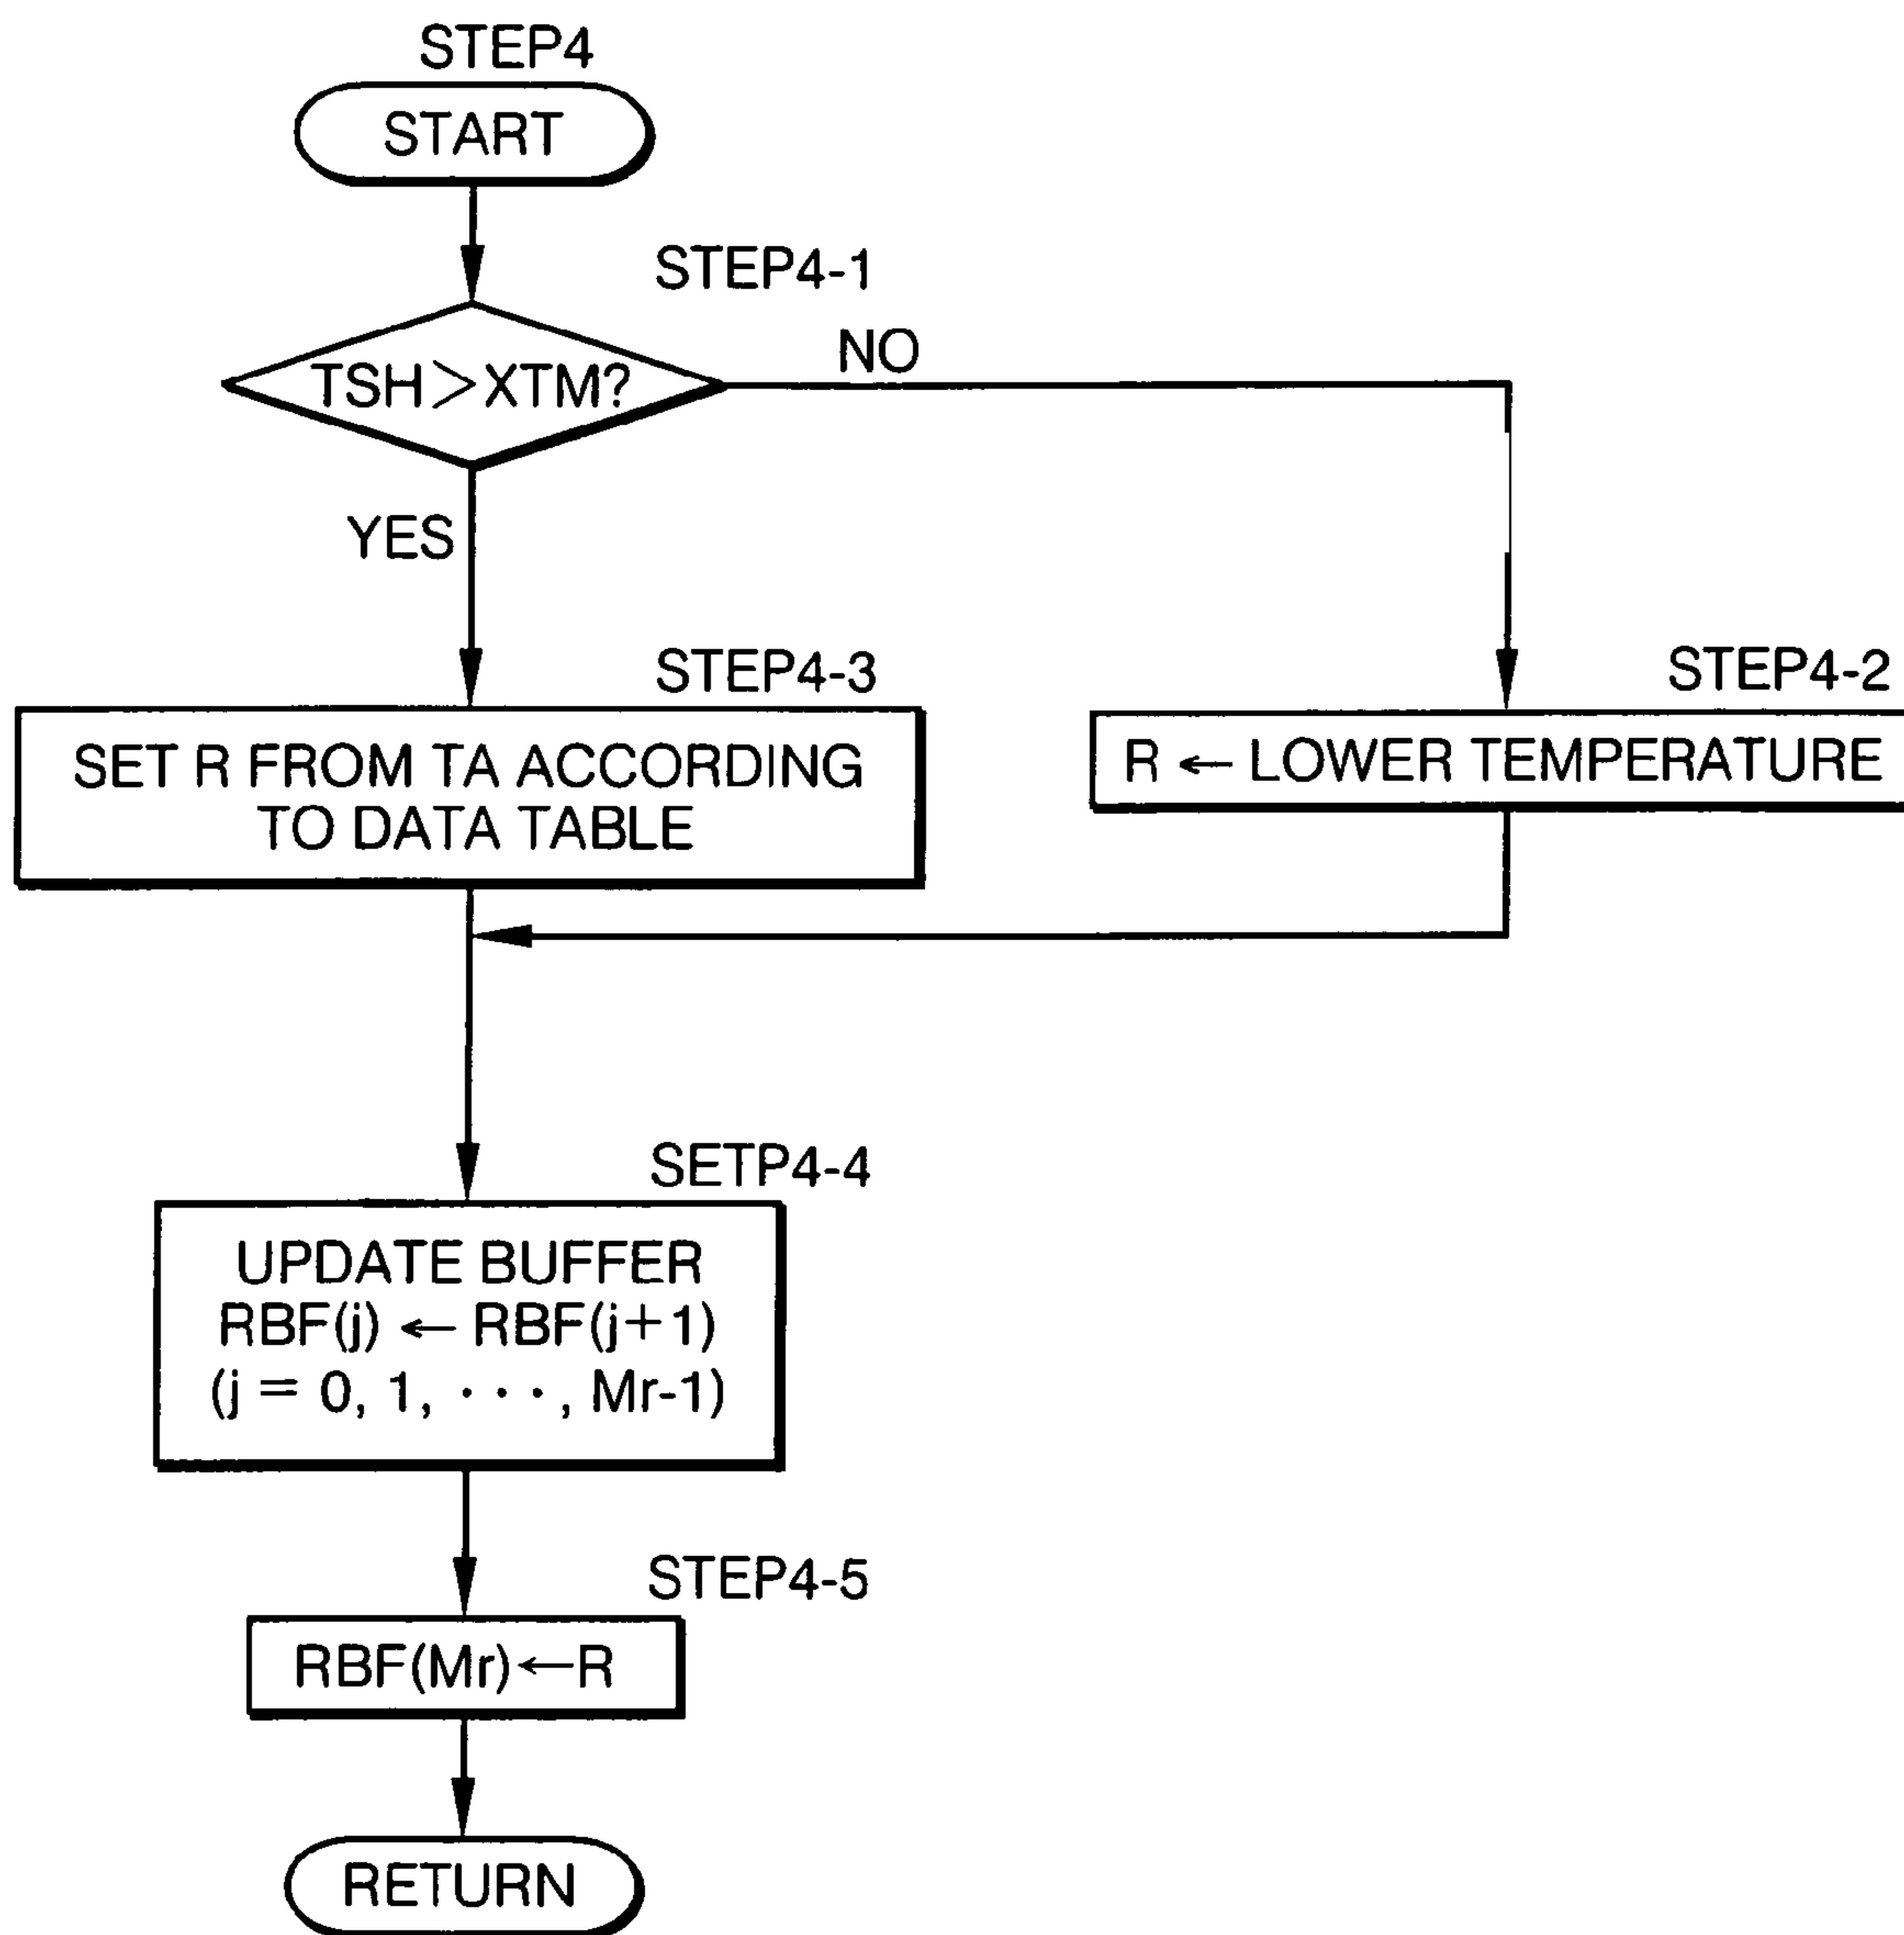 STEP4
START
STEP4-1
TSH>XTM?
NO
YES
STEP4-3
SET R FROM TA ACCORDING
TO DATA TABLE
STEP4-2
R ← LOWER TEMPERATURE
SETP4-4
UPDATE BUFFER
RBF(j) ← RBF(j+1)
(j = 0, 1, ···, Mr-1)
STEP4-5
RBF(Mr)←R
RETURN